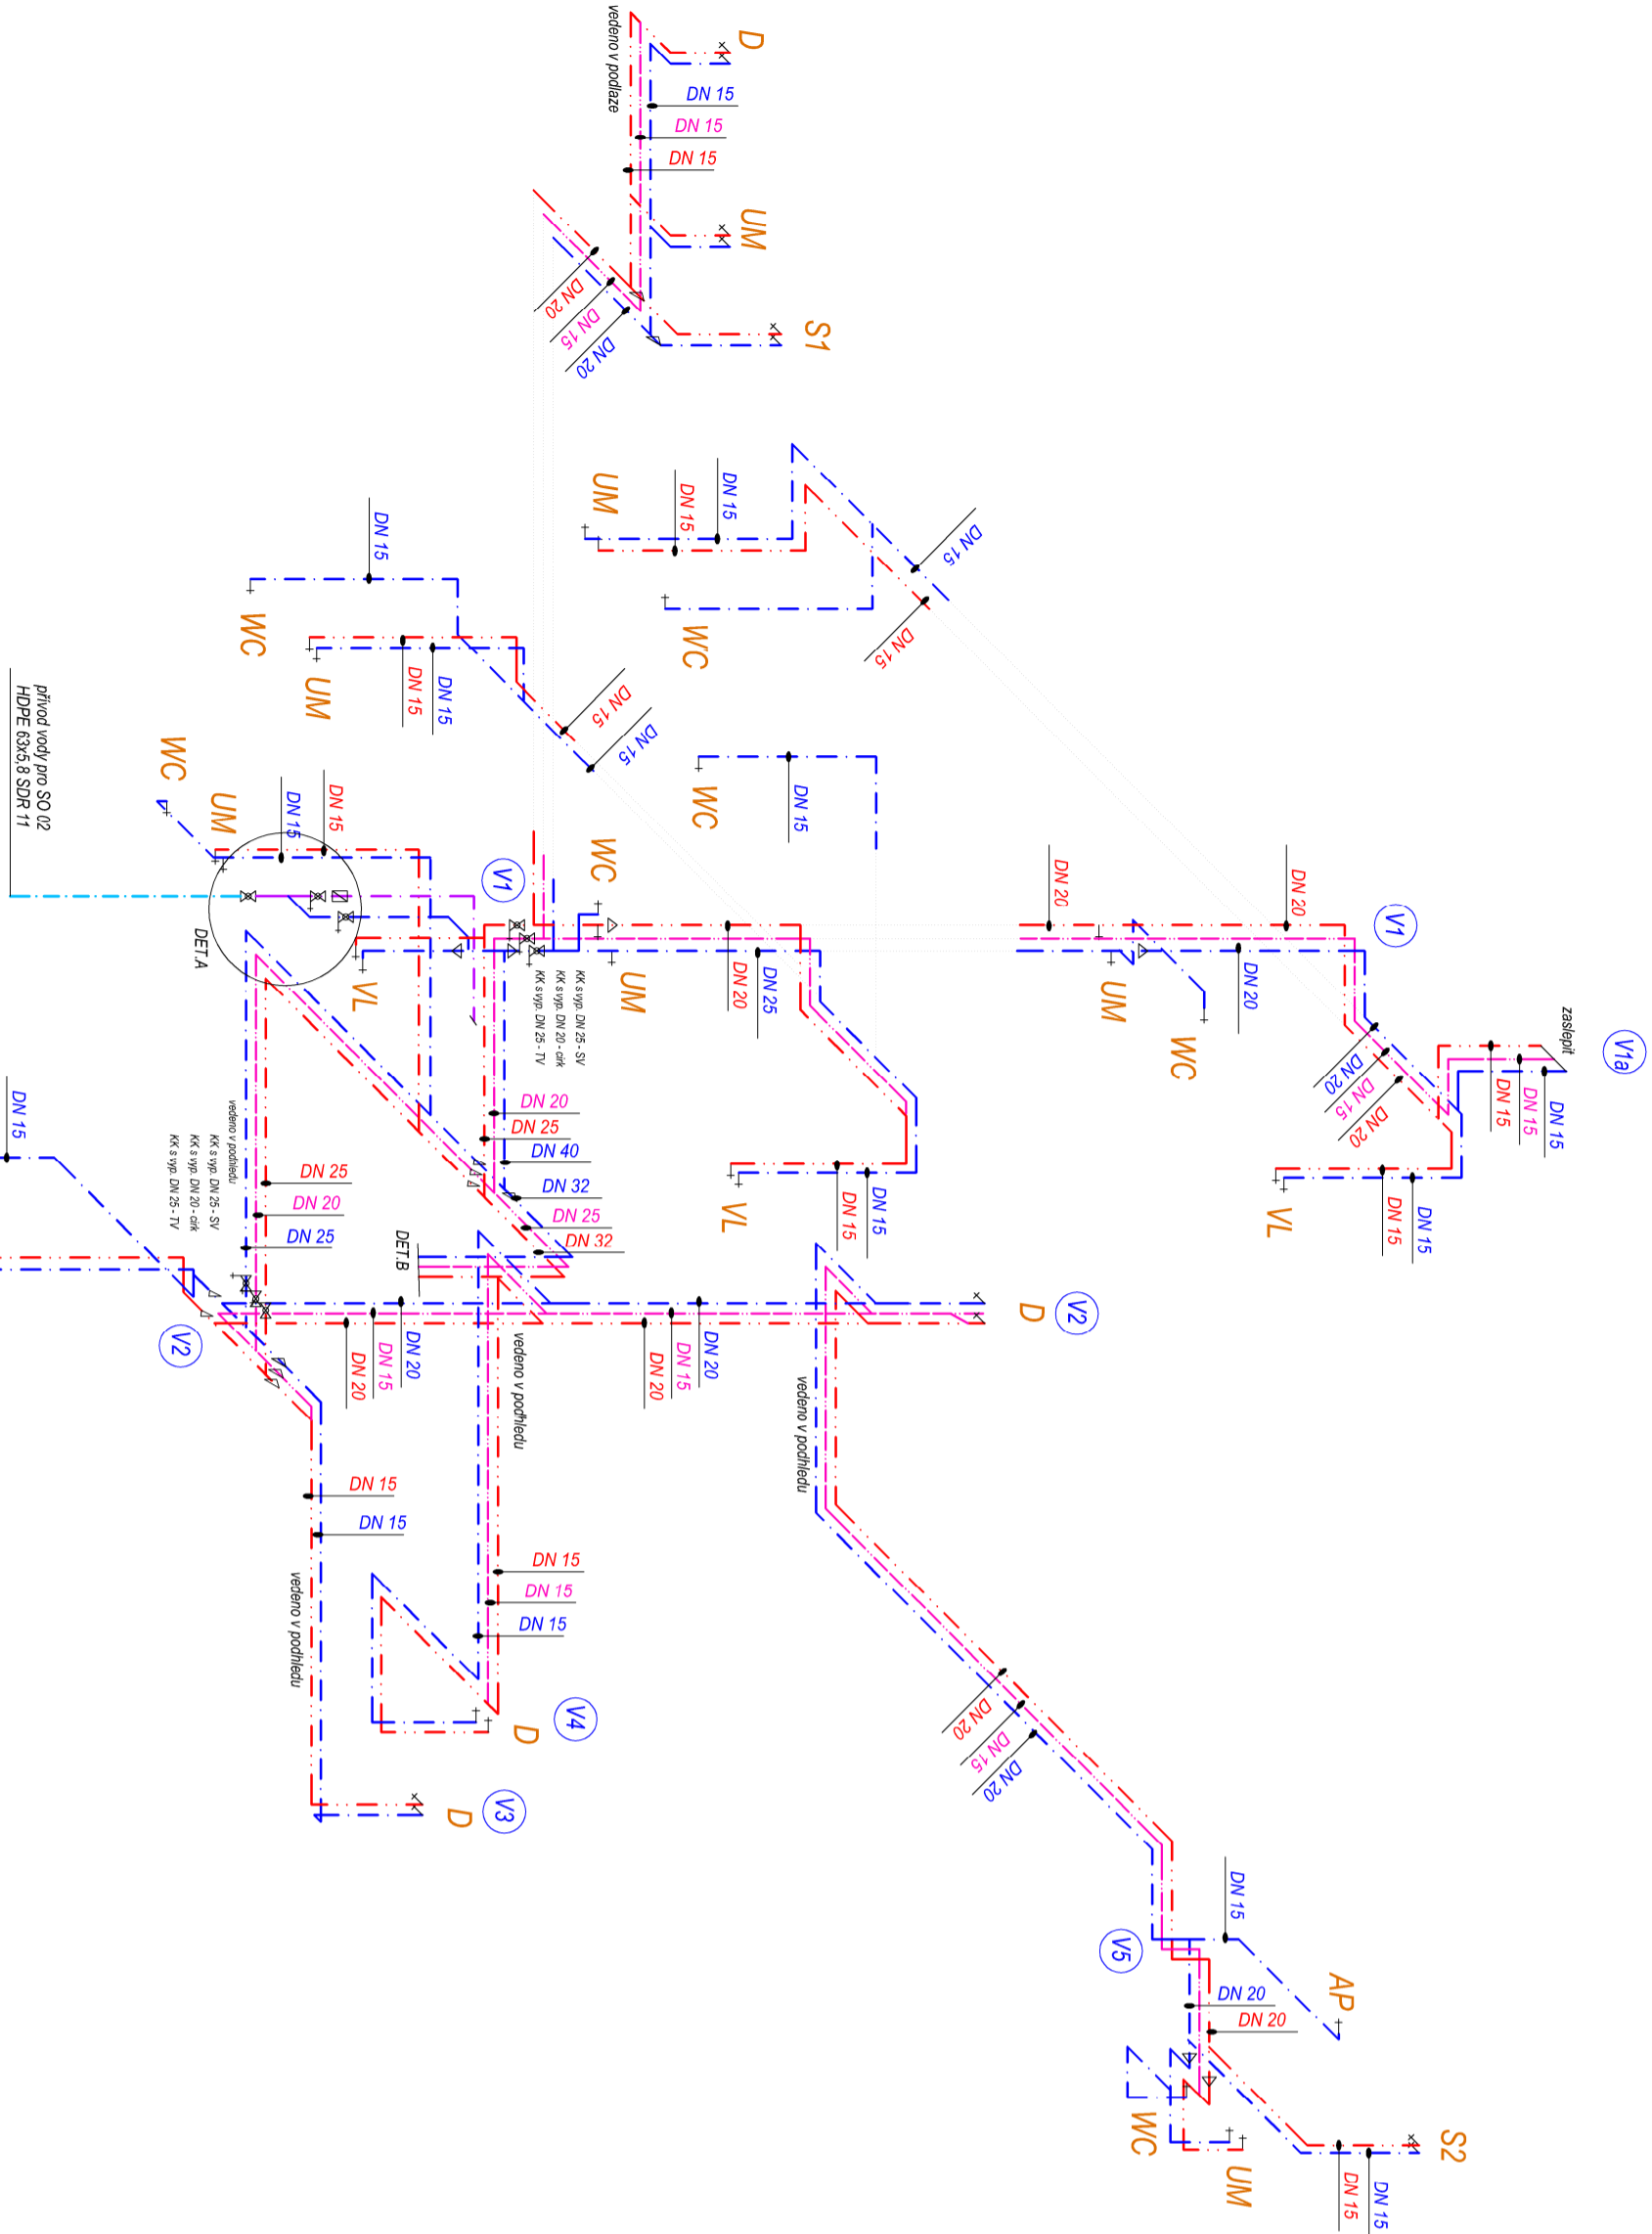 D
DN 15
DN 15
DN 15
vedeno v podlaze
UM
DN 20
DN 15
DN 20
S1
UM
DN 15
DN 15
DN 15
DN 15
WC
DN 15
WC
UM
DN 15
DN 15
DN 15
DN 15
WC
DN 15
WC
UM
DN 15
DN 15
přívod vody pro SO 02
HDPE 63x5,8 SDR 11
DET.A
V1
WC
UM
VL
KK s vyp. DN 25 - SV
KK s vyp. DN 20 - cirk
KK s vyp. DN 25 - TV
DN 20
DN 25
DN 20
DN 20
DN 20
V1
UM
WC
zaslepit
V1a
DN 15
DN 15
DN 15
DN 20
DN 15
DN 20
DN 15
DN 15
VL
DN 15
DN 15
VL
DN 20
DN 25
DN 40
DN 32
DN 25
DN 32
DET.B
vedeno v podhledu
KK s vyp. DN 25 - SV
KK s vyp. DN 20 - cirk
KK s vyp. DN 25 - TV
DN 25
DN 20
DN 25
DN 15
V2
DN 20
DN 15
DN 20
DN 20
DN 15
DN 20
D
V2
vedeno v podhledu
vedeno v podhledu
DN 15
DN 15
vedeno v podhledu
DN 15
DN 15
DN 15
V4
D
V3
D
DN 20
DN 15
DN 20
V5
DN 15
AP
DN 20
DN 20
WC
UM
S2
DN 15
DN 15